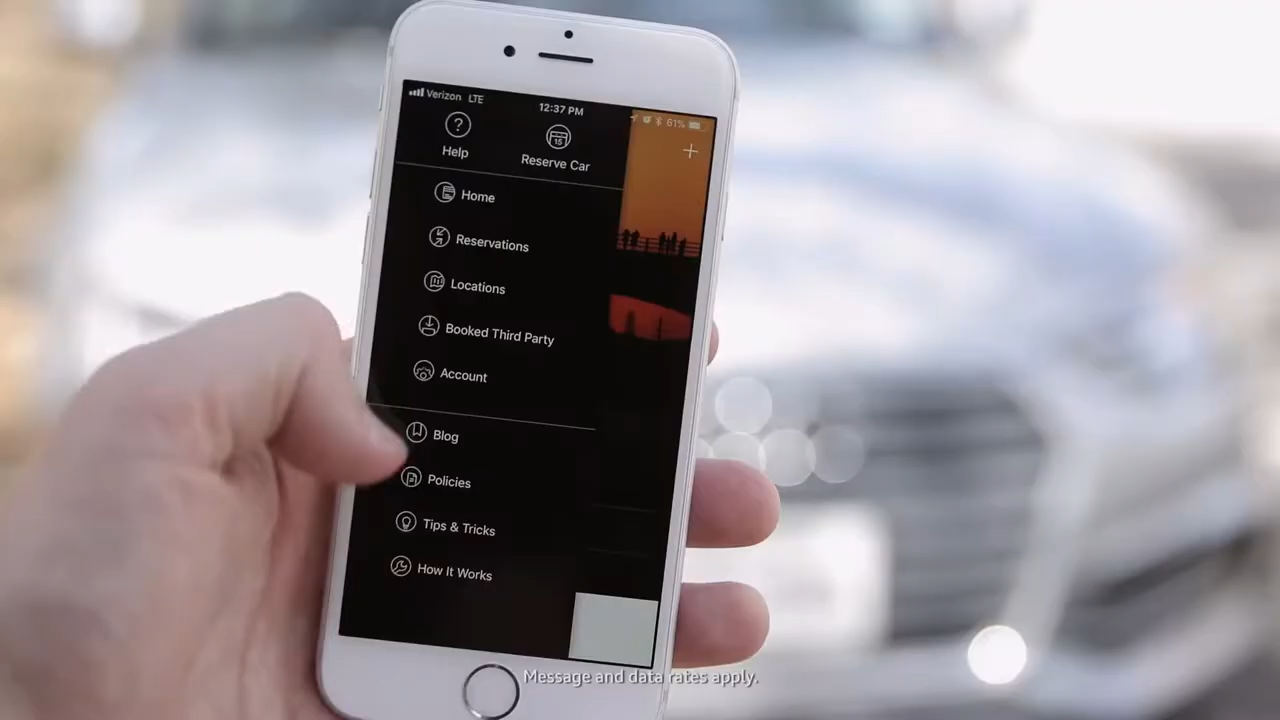 Verizon LTE
12:37 PM
61%
Help
Reserve Car
15
Home
Reservations
Locations
Booked Third Party
Account
Blog
Policies
Tips & Tricks
How It Works
Message and data rates apply.